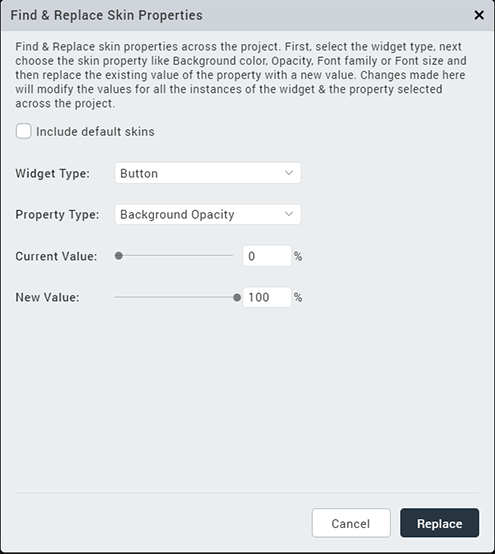 Find & Replace Skin Properties
Find & Replace skin properties across the project. First, select the widget type, next
choose the skin property like Background color, Opacity, Font family or Font size and
then replace the existing value of the property with a new value. Changes made here
will modify the values for all the instances of the widget & the property selected
across the project.
Include default skins
Widget Type: Button
Property Type: Background Opacity
Current Value: 0 %
New Value: 100 %
Cancel Replace